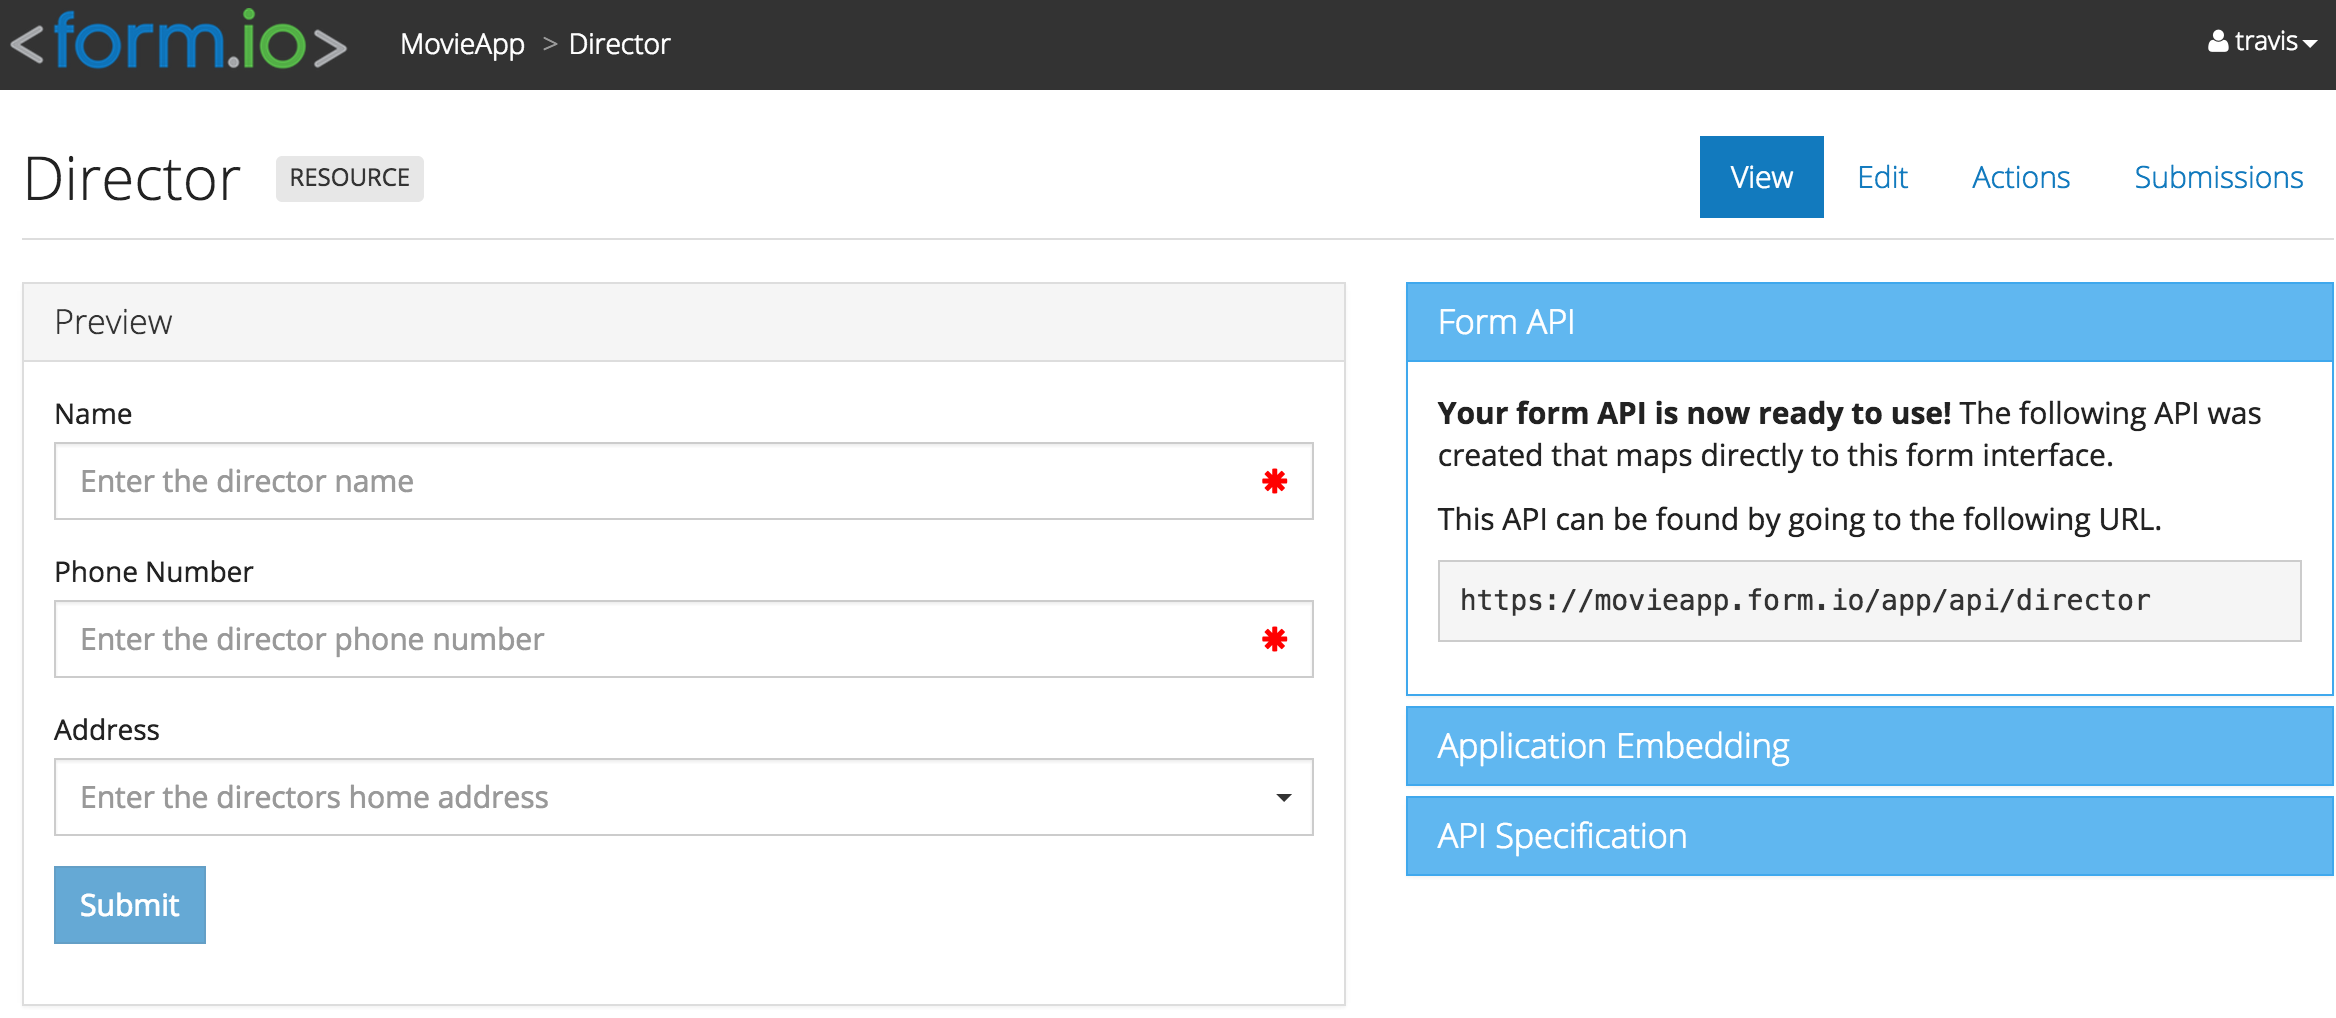 <form.io>
MovieApp > Director
travis
Director
RESOURCE
View
Edit
Actions
Submissions
Preview
Name
Enter the director name
Phone Number
Enter the director phone number
Address
Enter the directors home address
Submit
Form API
Your form API is now ready to use! The following API was
created that maps directly to this form interface.
This API can be found by going to the following URL.
https://movieapp.form.io/app/api/director
Application Embedding
API Specification